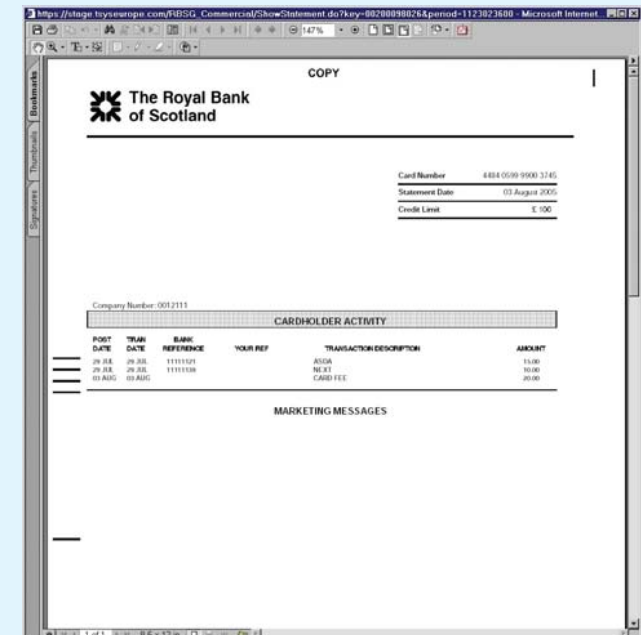 https://stage.tsyseurope.com/RBSG_Commercial/ShowStatement.do?key=00200098026&period=1123023600 - Microsoft Internet...
147%
Bookmarks
Thumbnails
Signatures
COPY
The Royal Bank
of Scotland
Card Number 4484 0599 9900 3745
Statement Date 03 August 2005
Credit Limit £ 100
Company Number: 0012111
CARDHOLDER ACTIVITY
POST DATE TRAN DATE BANK REFERENCE YOUR REF TRANSACTION DESCRIPTION AMOUNT
29 JUL 29 JUL 11111121 ASDA 15.00
29 JUL 29 JUL NEXT 10.00
03 AUG 03 AUG CARD FEE 20.00
MARKETING MESSAGES
1 of 1